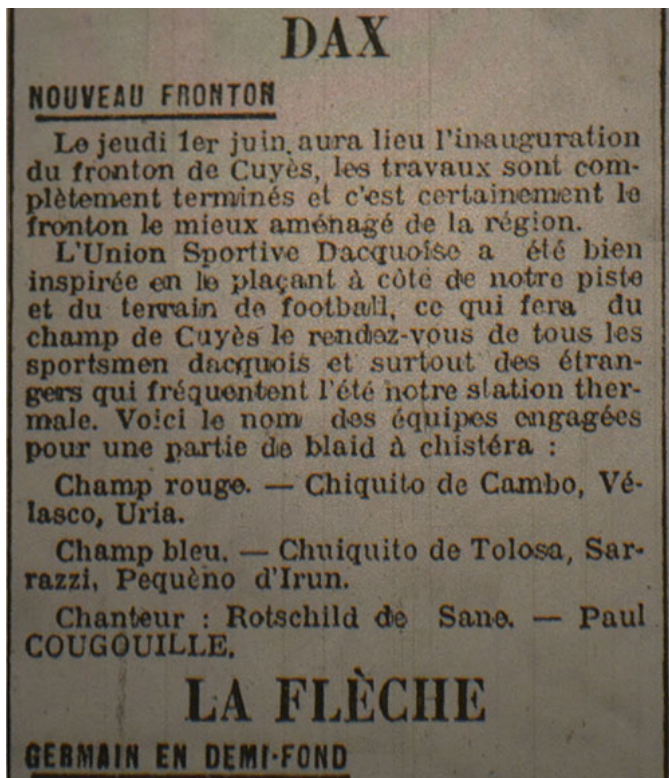 DAX
NOUVEAU FRONTON
Le jeudi 1er juin aura lieu l'inauguration
du fronton de Cuyès, les travaux sont com-
plètement terminés et c'est certainement le
fronton le mieux aménagé de la région.
L'Union Sportive Dacquoise a été bien
inspirée en le plaçant à côté de notre piste
et du terrain de football, ce qui fera du
champ de Cuyès le rendez-vous de tous les
sportsmen dacquois et surtout des étran-
gers qui fréquentent l'été notre station ther-
male. Voici le nom des équipes engagées
pour une partie de blaid à chistéra :
Champ rouge. — Chiquito de Cambo, Vé-
lasco, Uria.
Champ bleu. — Chuiquito de Tolosa, Sar-
razzi, Pequèno d'Irun.
Chanteur : Rotschild de Sane. — Paul
COUGOUILLE.
LA FLÈCHE
GERMAIN EN DEMI-FOND